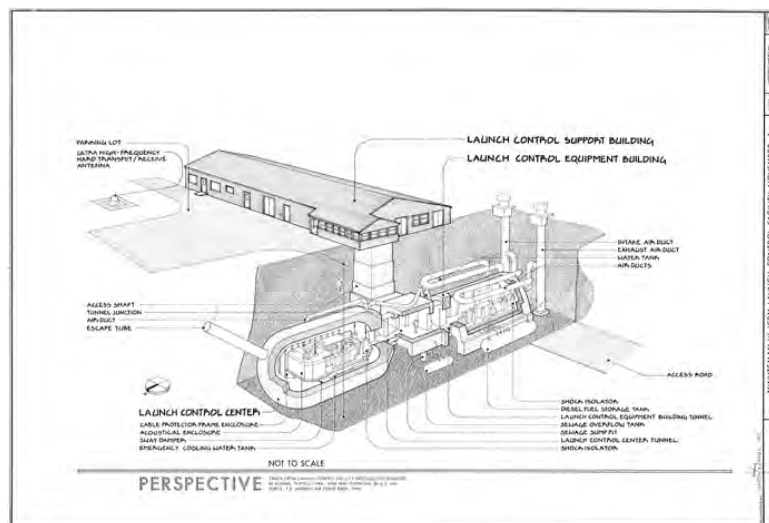 PARKING LOT
ULTRA HIGH-FREQUENCY
HARD TRANSMIT/RECEIVE
ANTENNA
LAUNCH CONTROL SUPPORT BUILDING
LAUNCH CONTROL EQUIPMENT BUILDING
INTAKE AIR DUCT
EXHAUST AIR DUCT
WATER TANK
AIR DUCTS
ACCESS SHAFT
TUNNEL JUNCTION
AIR DUCT
ESCAPE TUBE
ACCESS ROAD
LAUNCH CONTROL CENTER
CABLE PROTECTOR FRAME ENCLOSURE
ACOUSTICAL ENCLOSURE
SWAY DAMPER
EMERGENCY COOLING WATER TANK
SHOCK ISOLATOR
DIESEL FUEL STORAGE TANK
LAUNCH CONTROL EQUIPMENT BUILDING TUNNEL
SEWAGE OVERFLOW TANK
SEWAGE SUMP PIT
LAUNCH CONTROL CENTER TUNNEL
SHOCK ISOLATOR
NOT TO SCALE
PERSPECTIVE